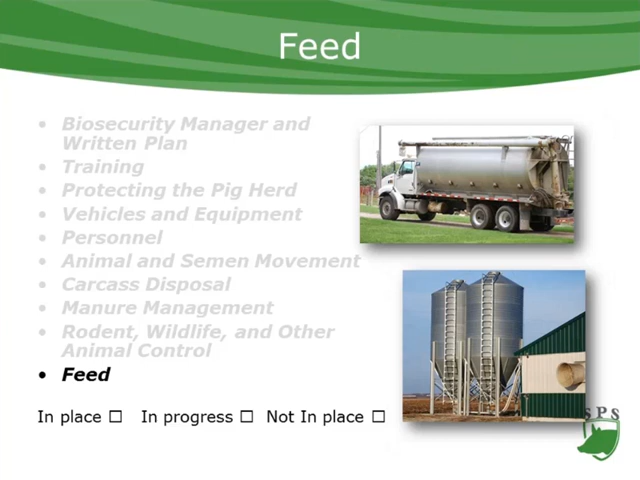 Feed
• Biosecurity Manager and
Written Plan
• Training
• Protecting the Pig Herd
• Vehicles and Equipment
• Personnel
• Animal and Semen Movement
• Carcass Disposal
• Manure Management
• Rodent, Wildlife, and Other
Animal Control
• Feed
In place ☐ In progress ☐ Not In place ☐
SPS